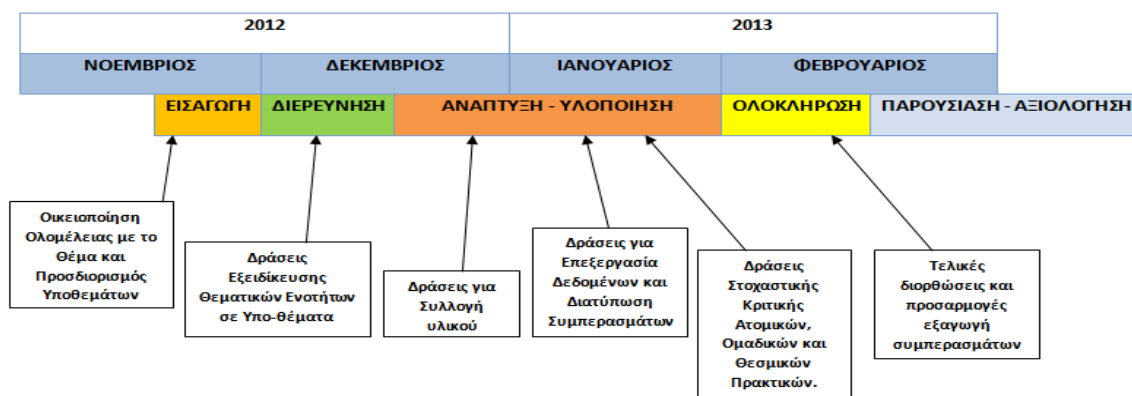 2012 2013
ΝΟΕΜΒΡΙΟΣ ΔΕΚΕΜΒΡΙΟΣ ΙΑΝΟΥΑΡΙΟΣ ΦΕΒΡΟΥΑΡΙΟΣ
ΕΙΣΑΓΩΓΗ ΔΙΕΡΕΥΝΗΣΗ ΑΝΑΠΤΥΞΗ - ΥΛΟΠΟΙΗΣΗ ΟΛΟΚΛΗΡΩΣΗ ΠΑΡΟΥΣΙΑΣΗ - ΑΞΙΟΛΟΓΗΣΗ
Οικειοποίηση
Ολομέλειας με το
Θέμα και
Προσδιορισμός
Υποθεμάτων
Δράσεις
Εξειδίκευσης
Θεματικών Ενοτήτων
σε Υπο-θέματα
Δράσεις για
Συλλογή
υλικού
Δράσεις για
Επεξεργασία
Δεδομένων και
Διατύπωση
Συμπερασμάτων
Δράσεις
Στοχαστικής
Κριτικής
Ατομικών,
Ομαδικών και
Θεσμικών
Πρακτικών.
Τελικές
διορθώσεις και
προσαρμογές
εξαγωγή
συμπερασμάτων